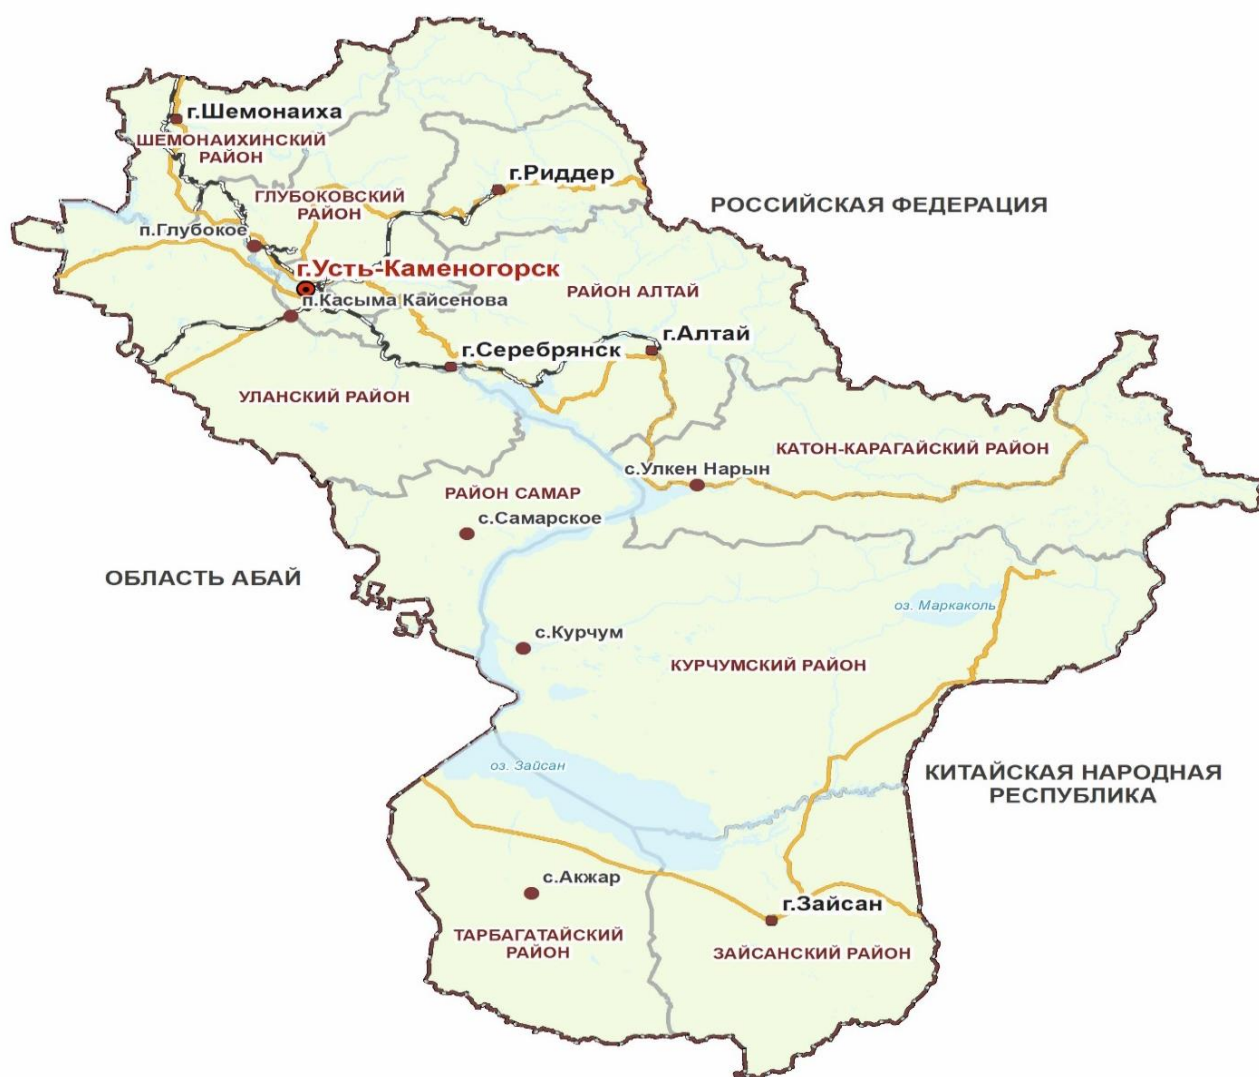 г.Шемонаиха
ШЕМОНАИХИНСКИЙ
РАЙОН
г.Риддер
ГЛУБОКОВСКИЙ
РАЙОН
РОССИЙСКАЯ ФЕДЕРАЦИЯ
п.Глубокое
г.Усть-Каменогорск
РАЙОН АЛТАЙ
п.Касыма Кайсенова
г.Алтай
г.Серебрянск
УЛАНСКИЙ РАЙОН
КАТОН-КАРАГАЙСКИЙ РАЙОН
с.Улкен Нарын
РАЙОН САМАР
с.Самарское
ОБЛАСТЬ АБАЙ
оз. Маркаколь
с.Курчум
КУРЧУМСКИЙ РАЙОН
оз. Зайсан
КИТАЙСКАЯ НАРОДНАЯ
РЕСПУБЛИКА
с.Акжар
г.Зайсан
ТАРБАГАТАЙСКИЙ
РАЙОН
ЗАЙСАНСКИЙ РАЙОН